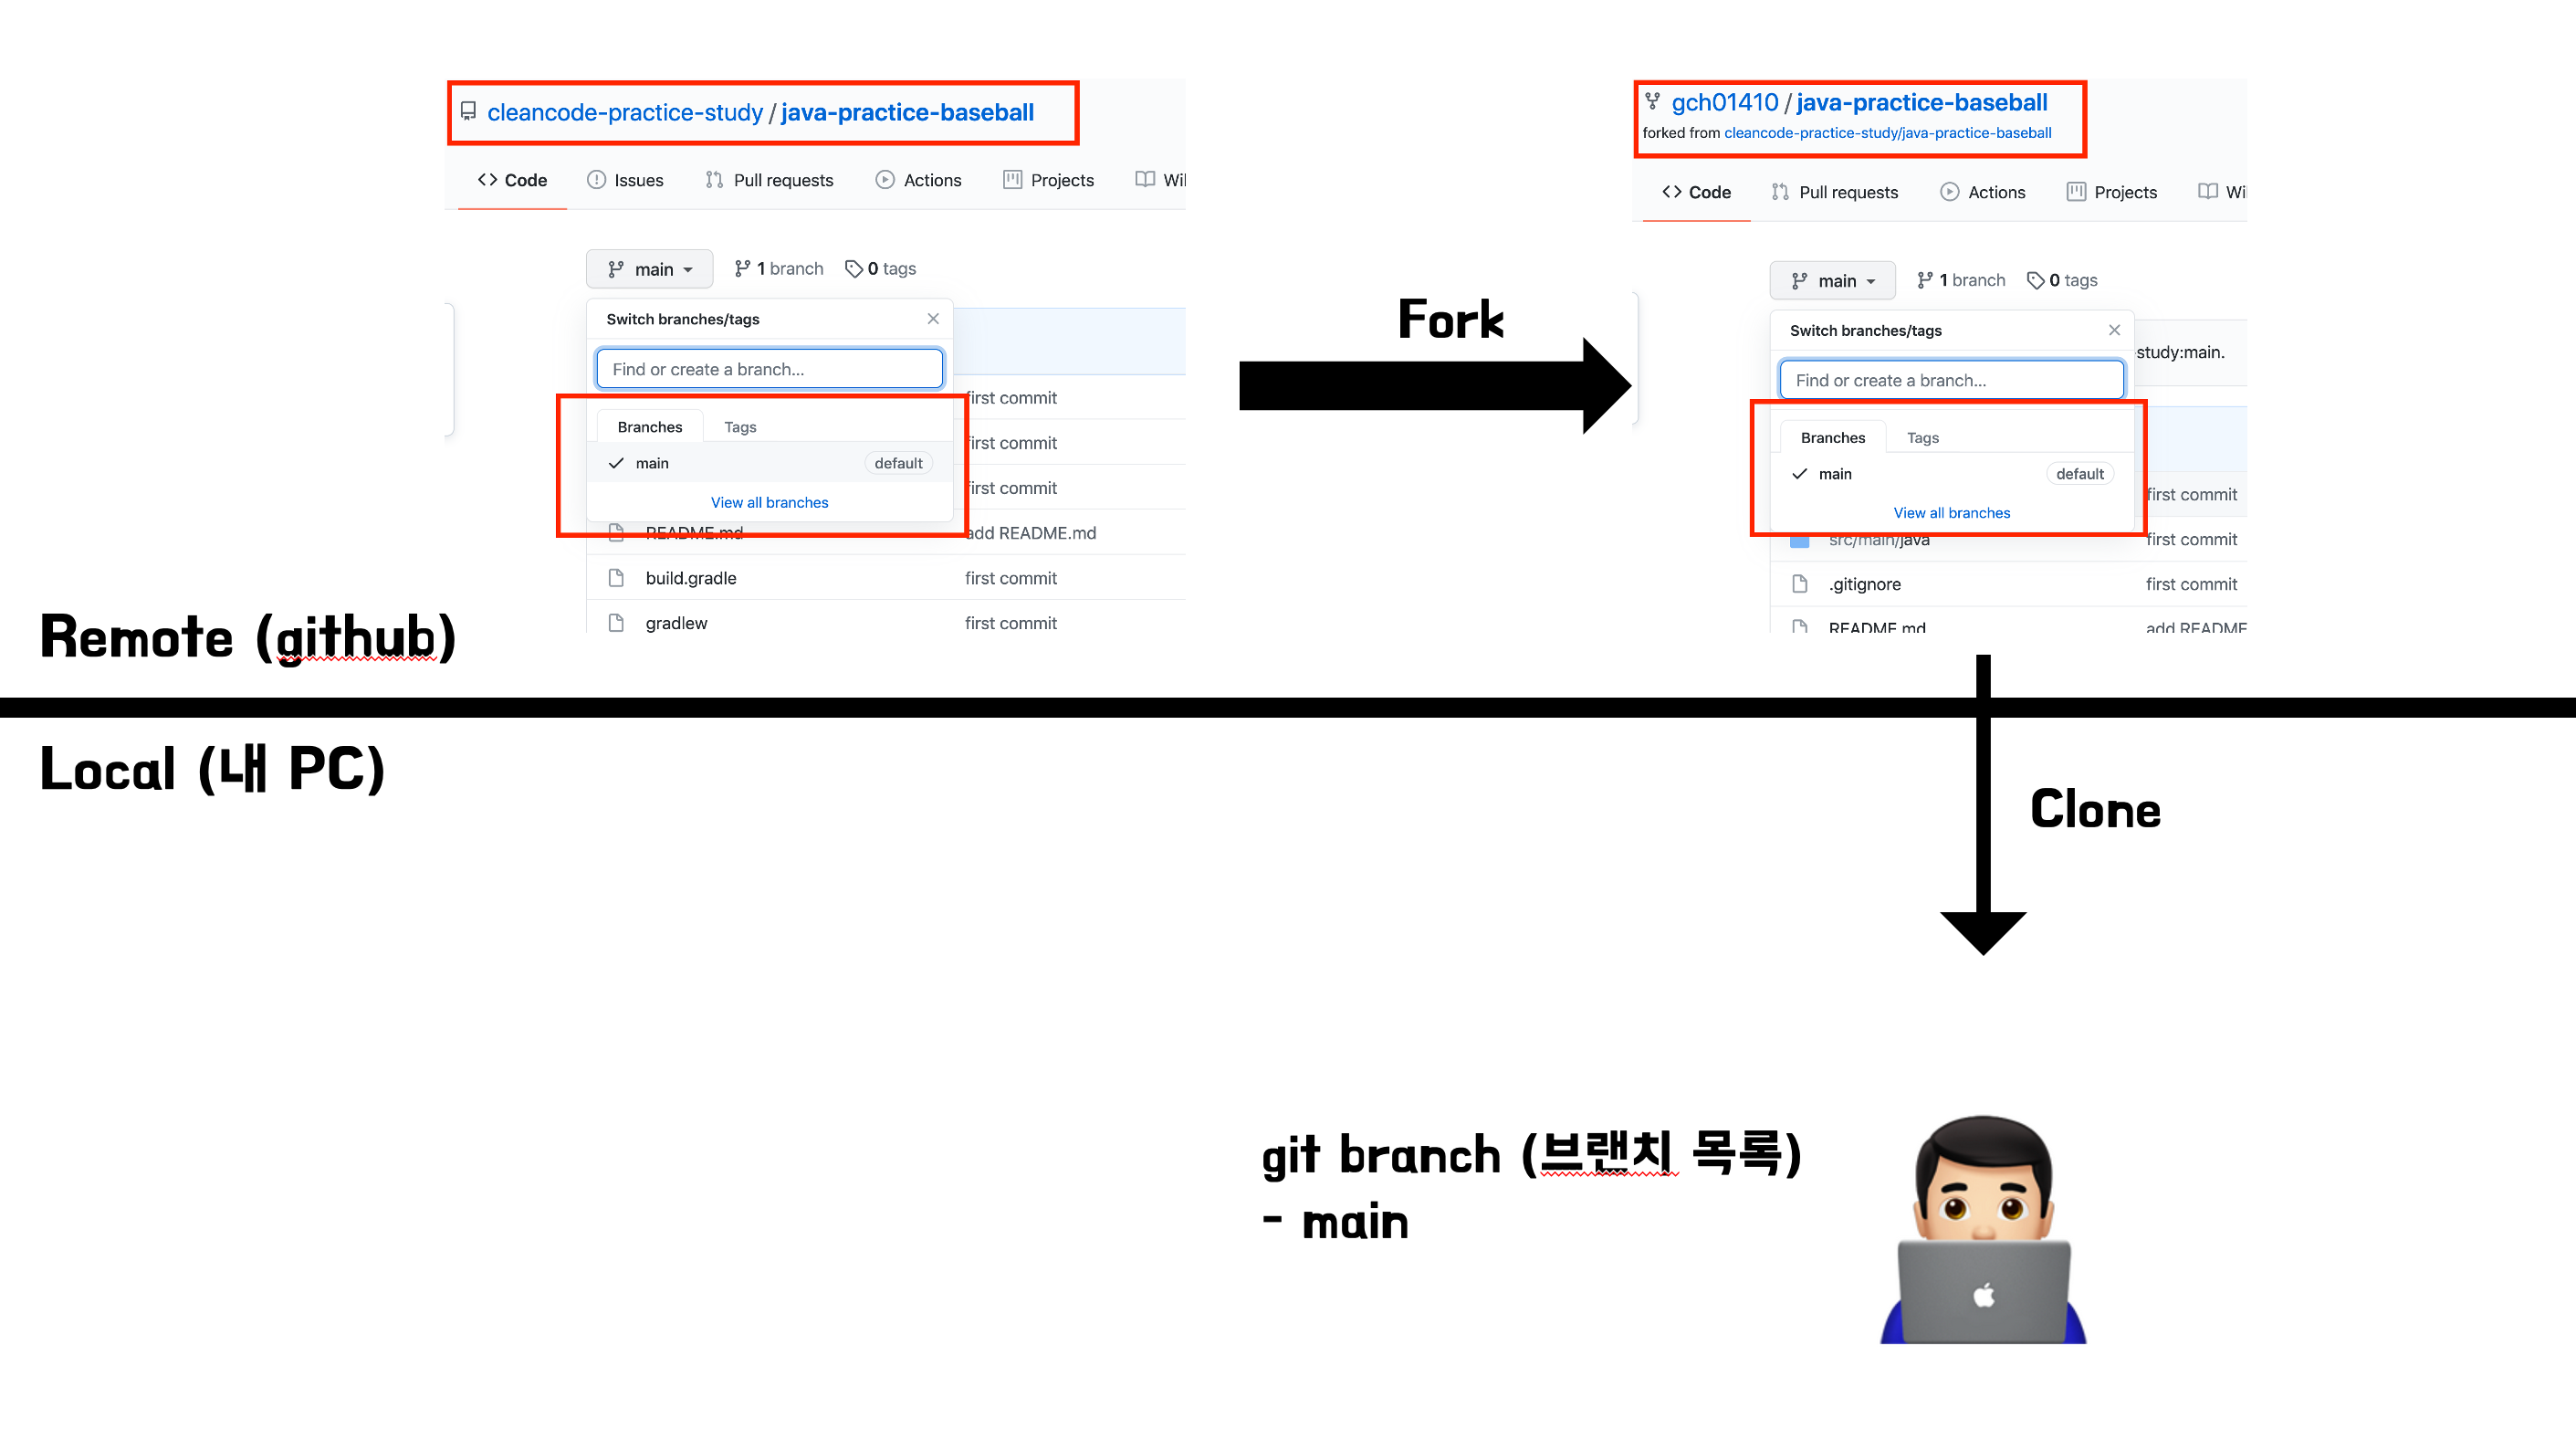 cleancode-practice-study / java-practice-baseball
Code Issues Pull requests Actions Projects Wi
main 1 branch 0 tags
Switch branches/tags
Find or create a branch...
Branches Tags
main default
View all branches
first commit
first commit
first commit
README.md add README.md
build.gradle first commit
gradlew first commit
Fork
gch01410 / java-practice-baseball
forked from cleancode-practice-study/java-practice-baseball
Code Pull requests Actions Projects Wi
main 1 branch 0 tags
Switch branches/tags
study:main.
Find or create a branch...
Branches Tags
main default
View all branches
first commit
src/main/java first commit
.gitignore first commit
README.md add README
Remote (github)
Local (내 PC)
Clone
git branch (브랜치 목록)
- main